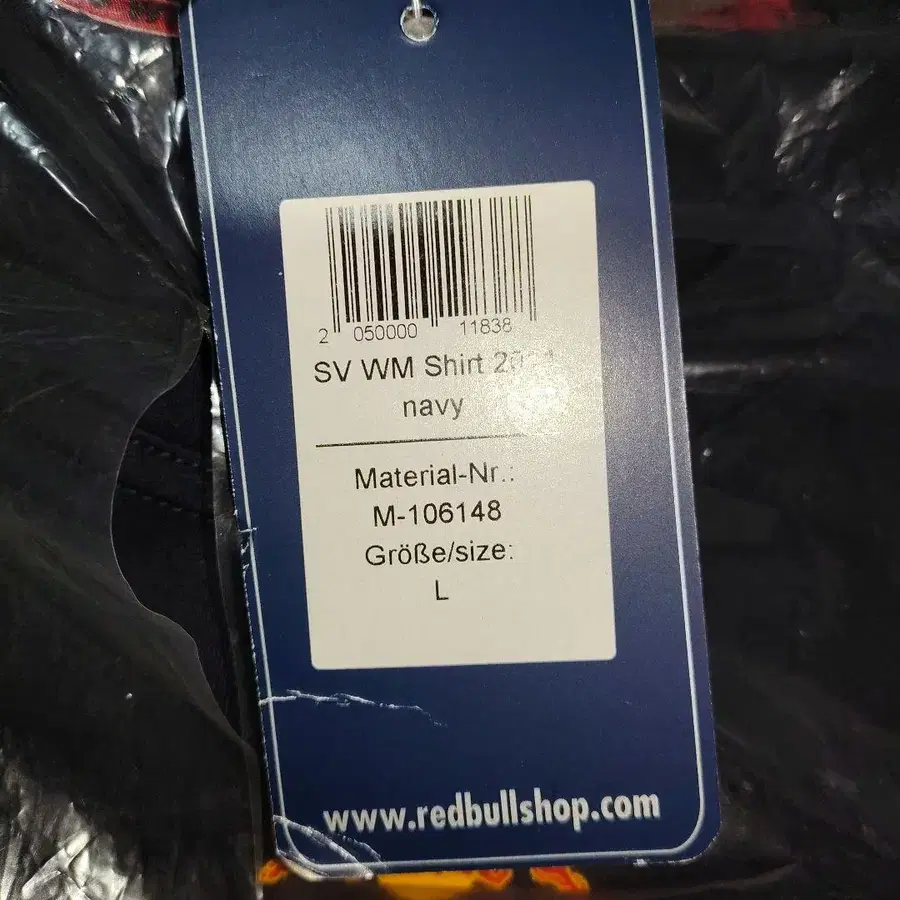 2 050000 11838
SV WM Shirt
navy
Material-Nr.:
M-106148
Größe/size:
L
www.redbullshop.com